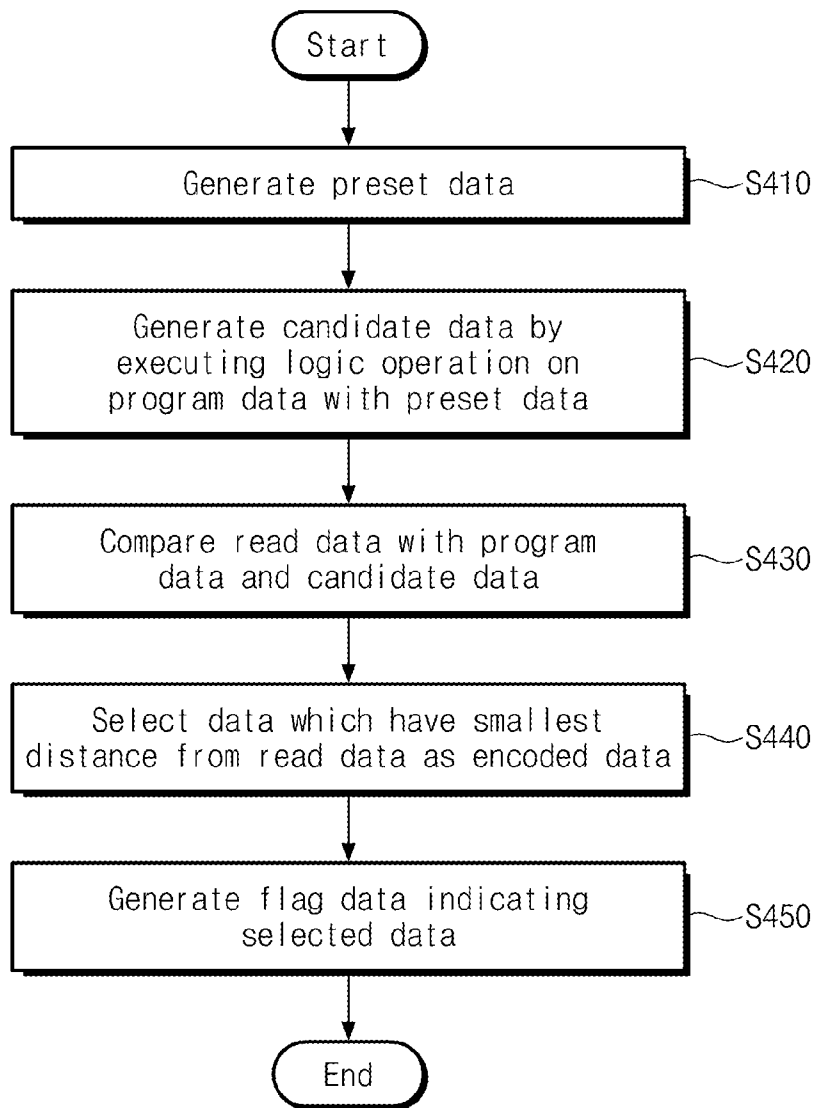 Start
Generate preset data
S410
Generate candidate data by
executing logic operation on
program data with preset data
S420
Compare read data with program
data and candidate data
S430
Select data which have smallest
distance from read data as encoded data
S440
Generate flag data indicating
selected data
S450
End